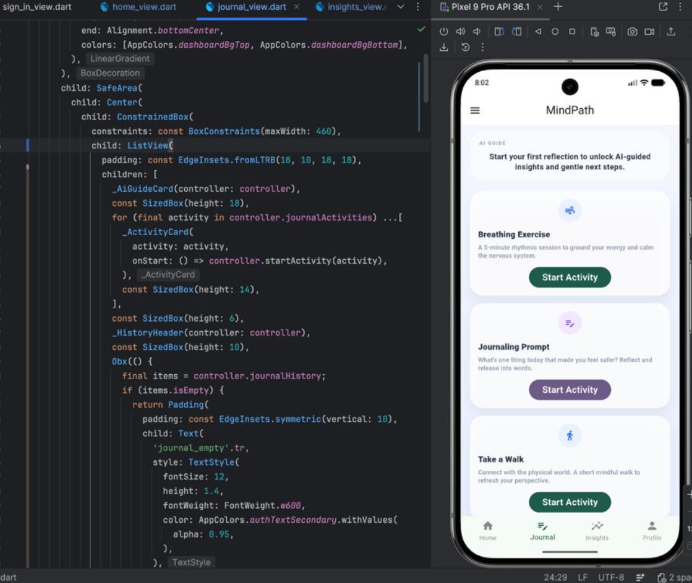 sign_in_view.dart
home_view.dart
journal_view.dart
insights_view.
Pixel 9 Pro API 36.1
end: Alignment.bottomCenter,
colors: [AppColors.dashboardBgTop, AppColors.dashboardBgBottom],
), LinearGradient
), BoxDecoration
child: SafeArea(
child: Center(
child: ConstrainedBox(
constraints: const BoxConstraints(maxWidth: 460),
child: ListView(
padding: const EdgeInsets.fromLTRB(18, 10, 18, 18),
children: [
_AiGuideCard(controller: controller),
const SizedBox(height: 18),
for (final activity in controller.journalActivities) ...[
_ActivityCard(
activity: activity,
onStart: () => controller.startActivity(activity),
), _ActivityCard
const SizedBox(height: 14),
],
const SizedBox(height: 6),
_HistoryHeader(controller: controller),
const SizedBox(height: 10),
Obx(() {
final items = controller.journalHistory;
if (items.isEmpty) {
return Padding(
padding: const EdgeInsets.symmetric(vertical: 10),
child: Text(
'journal_empty'.tr,
style: TextStyle(
fontSize: 12,
height: 1.4,
fontWeight: FontWeight.w600,
color: AppColors.authTextSecondary.withValues(
alpha: 0.95,
),
), TextStyle
8:02
MindPath
AI GUIDE
Start your first reflection to unlock AI-guided
insights and gentle next steps.
Breathing Exercise
A 5-minute rhythmic session to ground your energy and calm
the nervous system.
Start Activity
Journaling Prompt
What's one thing today that made you feel safer? Reflect and
release into words.
Start Activity
Take a Walk
Connect with the physical world. A short mindful walk to
refresh your perspective.
Start Activity
Home
Journal
Insights
Profile
dart
24:29 LF UTF-8 2 spa